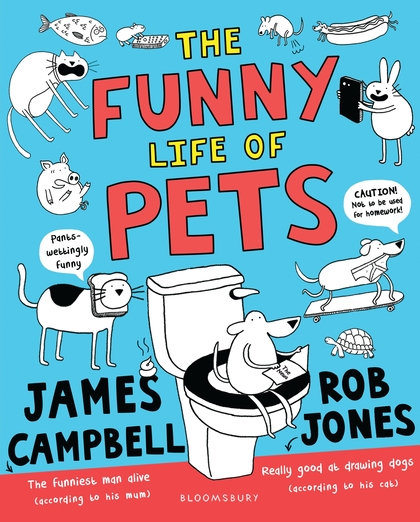 THE
FUNNY
LIFE OF
PETS
CAUTION!
Not to be used
for homework!
Pants-
wettingly
funny
JAMES
CAMPBELL
ROB
JONES
The funniest man alive
(according to his mum)
Really good at drawing dogs
(according to his cat)
BLOOMSBURY